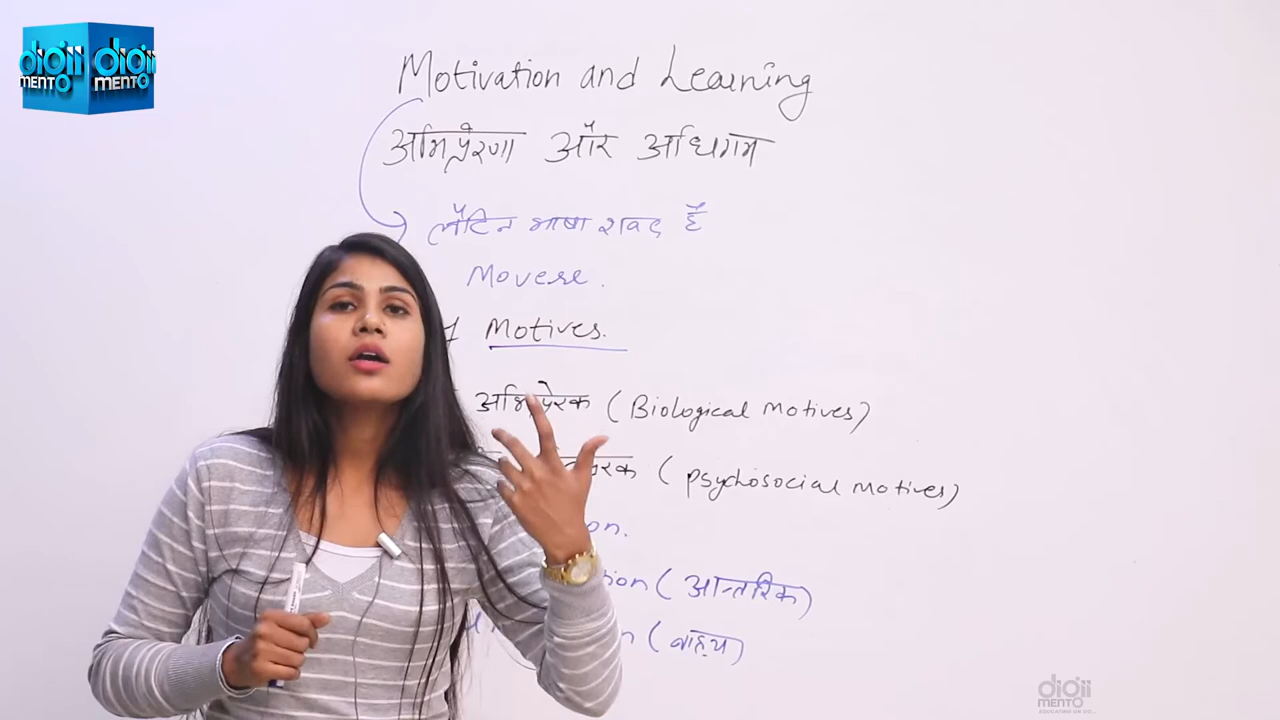 digii digii
MENTO MENTO
Motivation and Learning
अभिप्रेरणा और अधिगम
लैटिन भाषा शब्द है
Movere.
Motives.
अभिप्रेरक (Biological Motives)
रक (Psychosocial Motives)
on.
tion (आन्तरिक)
n (बाह्य)
digii
MENTO